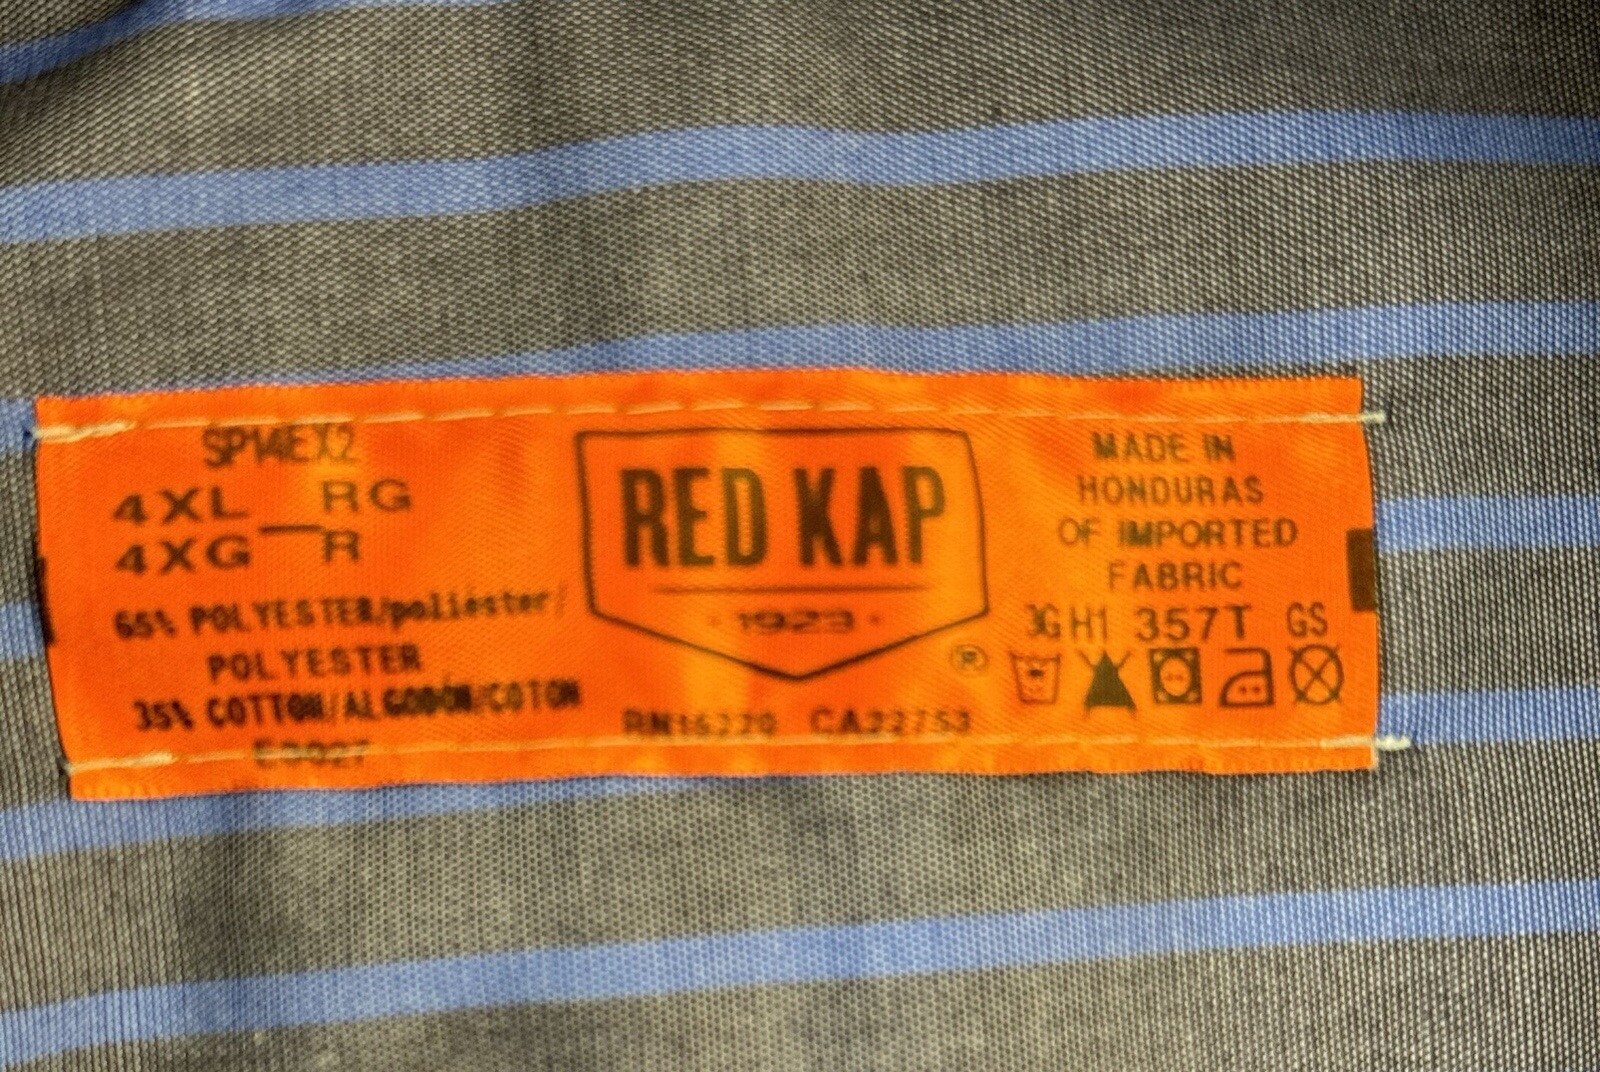 SP14EX2
4XL RG
4XG R
65% POLYESTER/poliéster/
POLYESTER
35% COTTON/ALGODÓN/COTON
RED KAP
1923
®
RN16220 CA22753
MADE IN
HONDURAS
OF IMPORTED
FABRIC
3G H1 357T GS